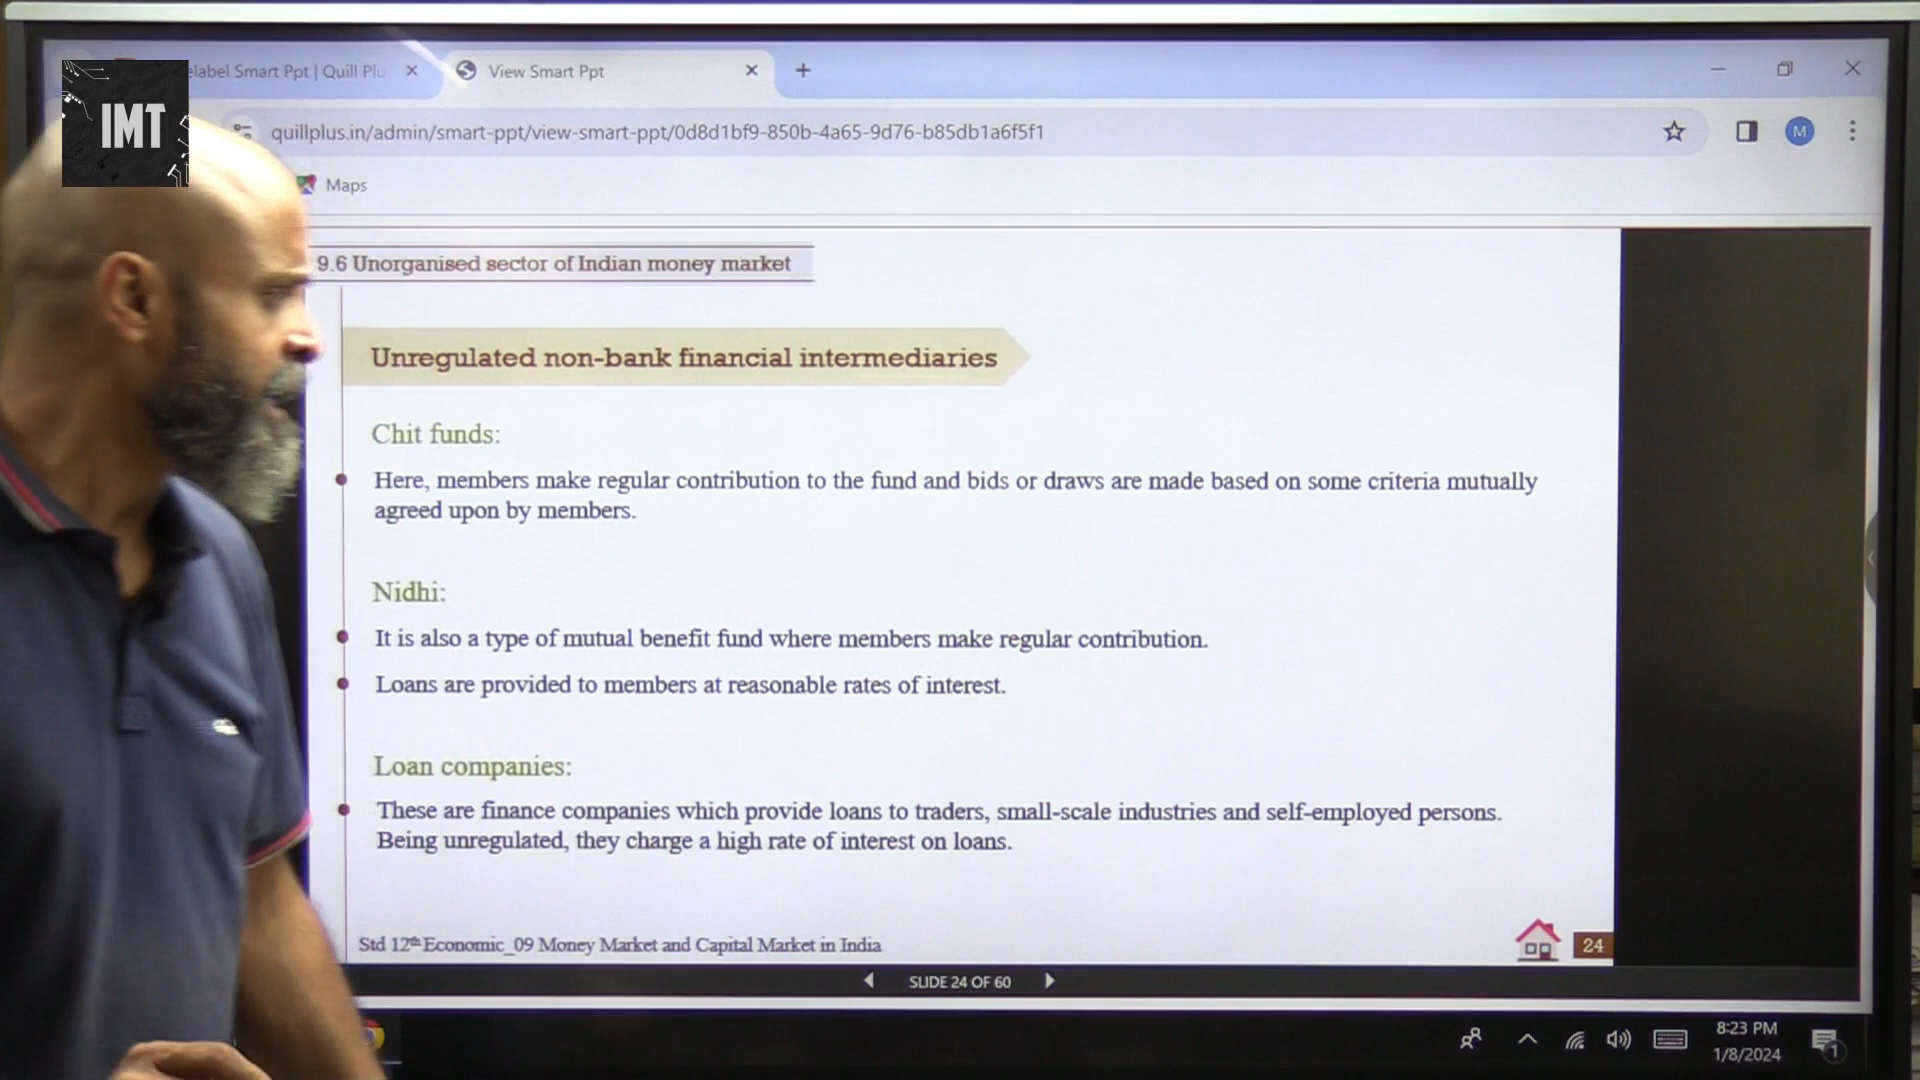 IMT
elabel Smart Ppt | Quill Plu
View Smart Ppt
quillplus.in/admin/smart-ppt/view-smart-ppt/0d8d1bf9-850b-4a65-9d76-b85db1a6f5f1
M
Maps
9.6 Unorganised sector of Indian money market
Unregulated non-bank financial intermediaries
Chit funds:
Here, members make regular contribution to the fund and bids or draws are made based on some criteria mutually
agreed upon by members.
Nidhi:
It is also a type of mutual benefit fund where members make regular contribution.
Loans are provided to members at reasonable rates of interest.
Loan companies:
These are finance companies which provide loans to traders, small-scale industries and self-employed persons.
Being unregulated, they charge a high rate of interest on loans.
Std 12th Economic_09 Money Market and Capital Market in India
24
SLIDE 24 OF 60
8:23 PM
1/8/2024
1